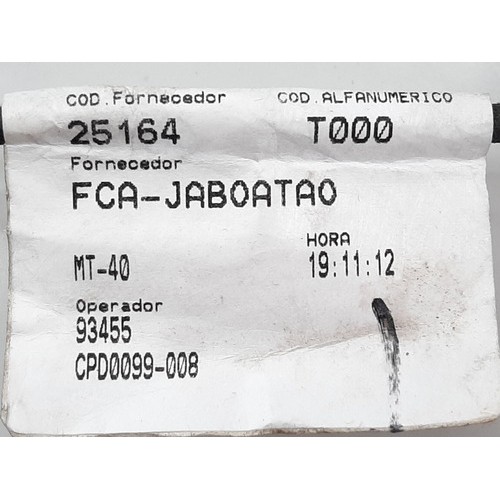 COD.Fornecedor COD.ALFANUMERICO
25164 T000
Fornecedor
FCA-JABOATAO
HORA
MT-40 19:11:12
Operador
93455
CPD0099-008